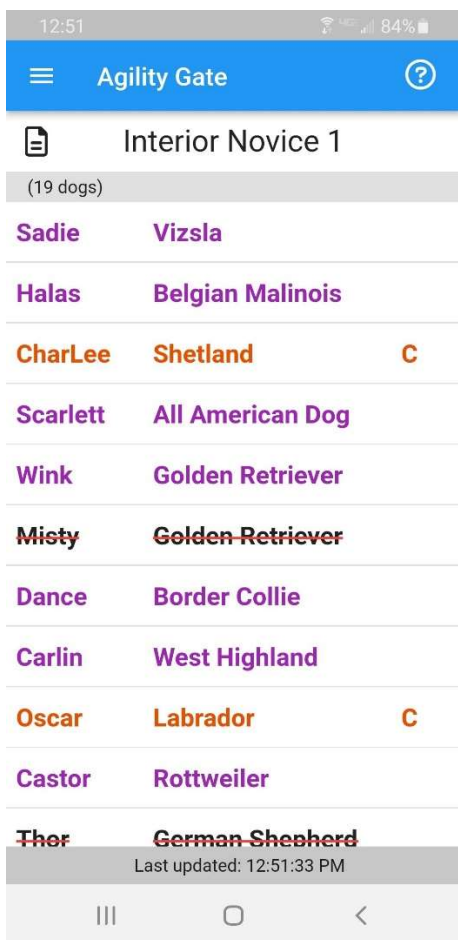 12:51 4G 84%
Agility Gate ?
Interior Novice 1
(19 dogs)
Sadie Vizsla
Halas Belgian Malinois
CharLee Shetland C
Scarlett All American Dog
Wink Golden Retriever
Misty Golden Retriever
Dance Border Collie
Carlin West Highland
Oscar Labrador C
Castor Rottweiler
Thor German Shepherd
Last updated: 12:51:33 PM